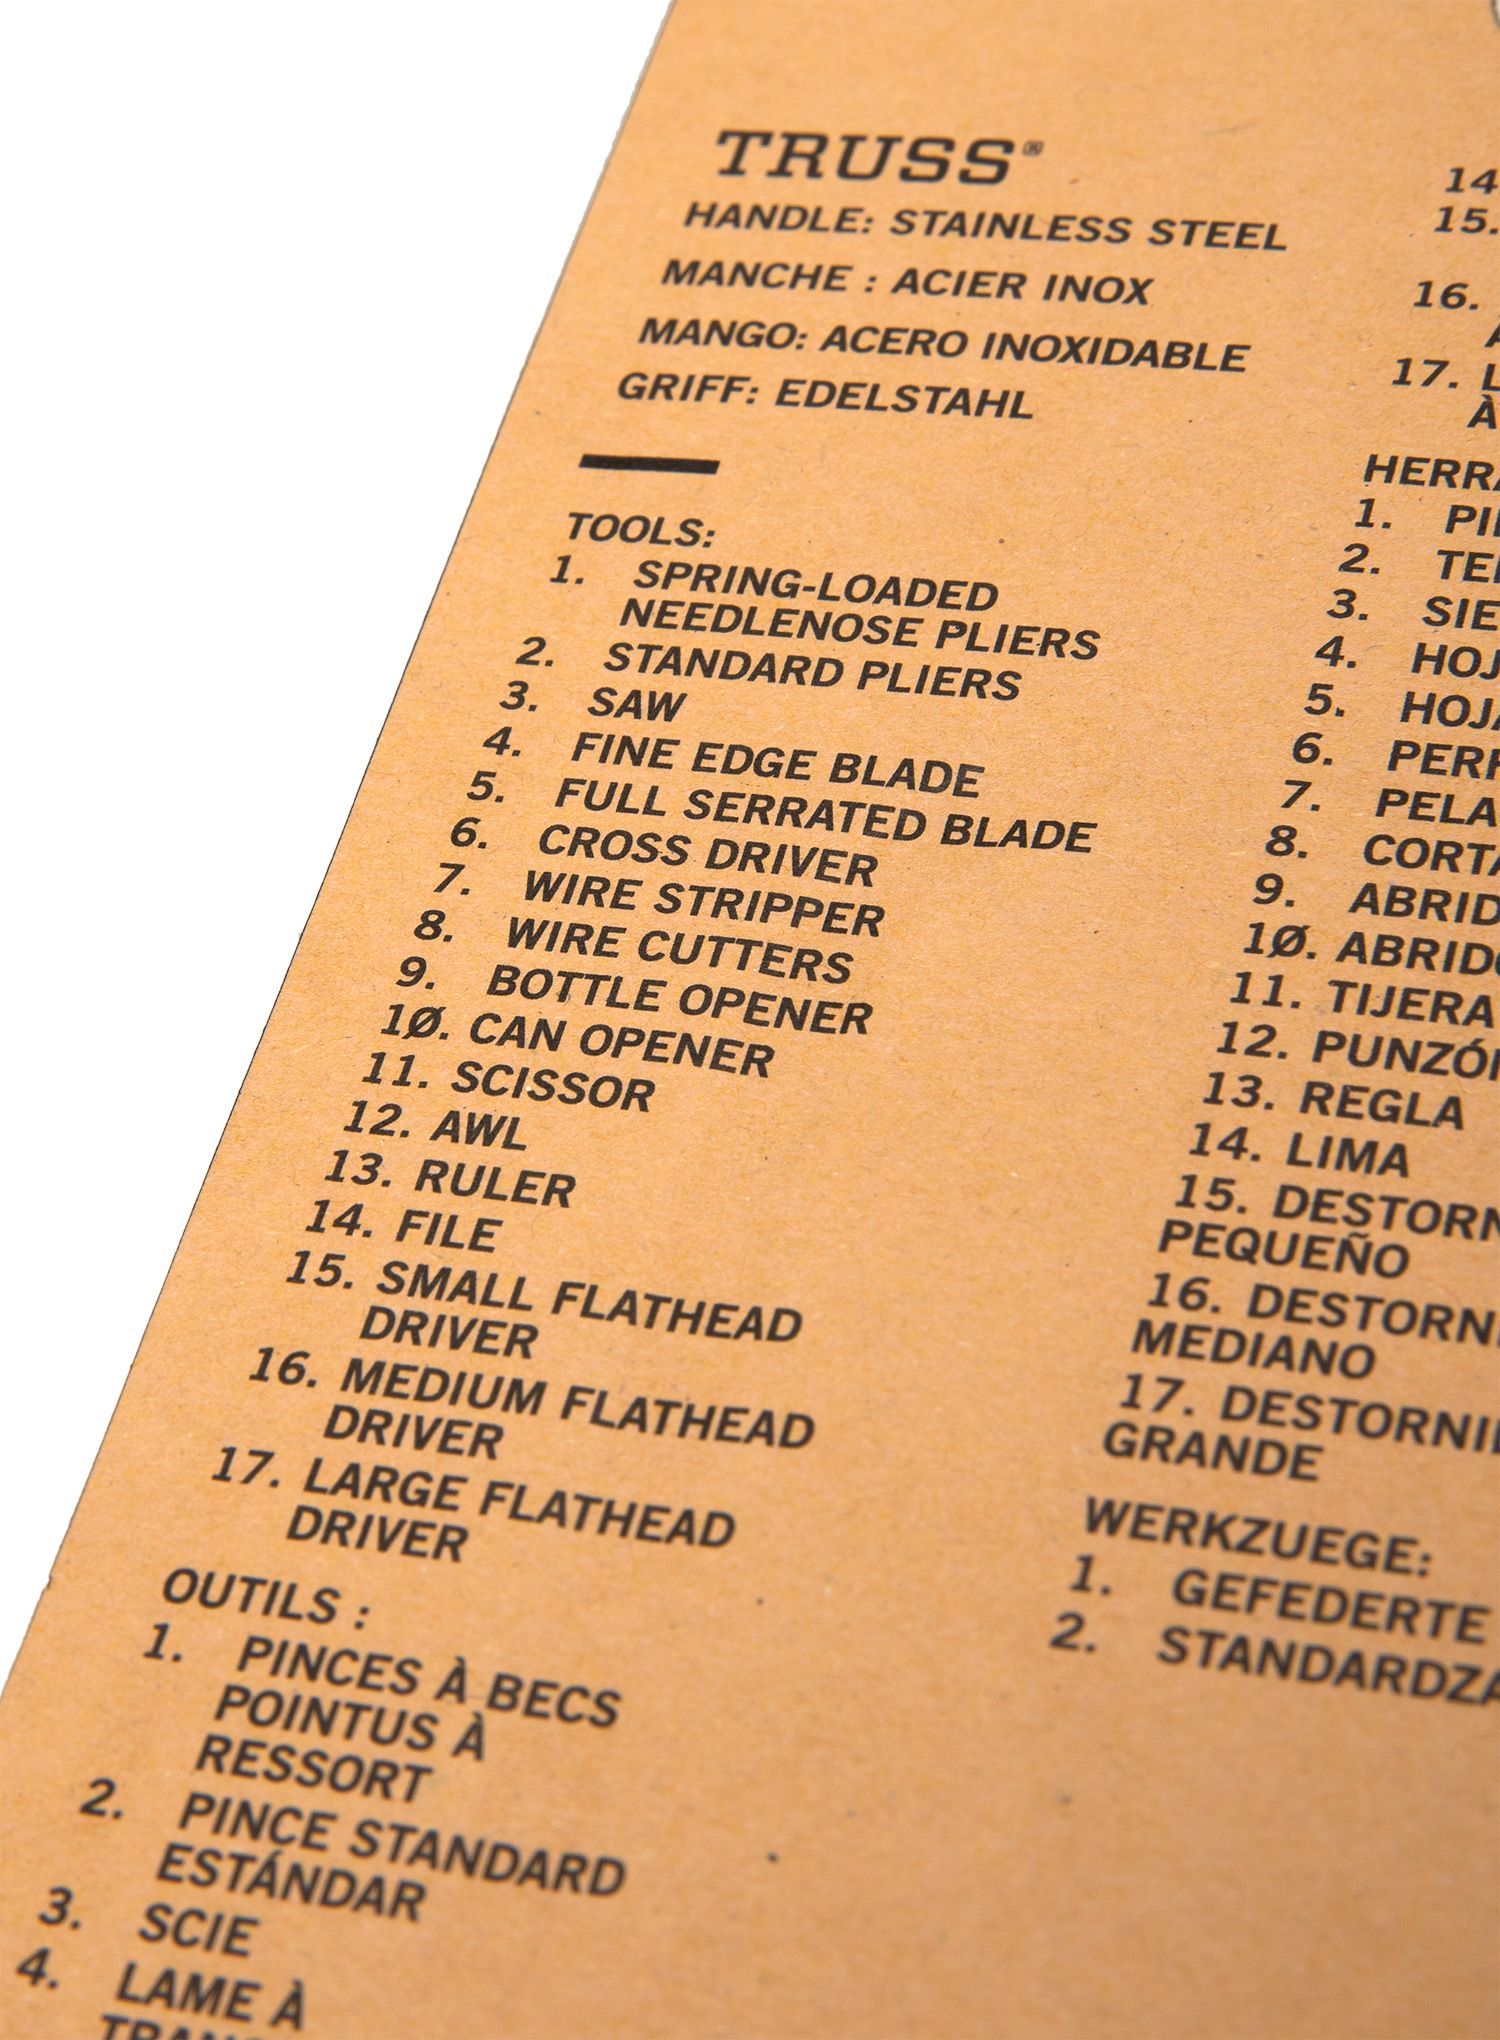 TRUSS®
HANDLE: STAINLESS STEEL
MANCHE : ACIER INOX
MANGO: ACERO INOXIDABLE
GRIFF: EDELSTAHL
TOOLS:
1. SPRING-LOADED
NEEDLENOSE PLIERS
2. STANDARD PLIERS
3. SAW
4. FINE EDGE BLADE
5. FULL SERRATED BLADE
6. CROSS DRIVER
7. WIRE STRIPPER
8. WIRE CUTTERS
9. BOTTLE OPENER
1Ø. CAN OPENER
11. SCISSOR
12. AWL
13. RULER
14. FILE
15. SMALL FLATHEAD
DRIVER
16. MEDIUM FLATHEAD
DRIVER
17. LARGE FLATHEAD
DRIVER
OUTILS :
1. PINCES À BECS
POINTUS À
RESSORT
2. PINCE STANDARD
ESTÁNDAR
3. SCIE
4. LAME À
14
15.
16.
17.
À
1.
2.
3.
4.
5.
6.
7.
8.
9.
1Ø.
11. TIJERA
12.
13. REGLA
14. LIMA
15.
PEQUEÑO
16.
MEDIANO
17.
GRANDE
WERKZUEGE:
1. GEFEDERTE
2.